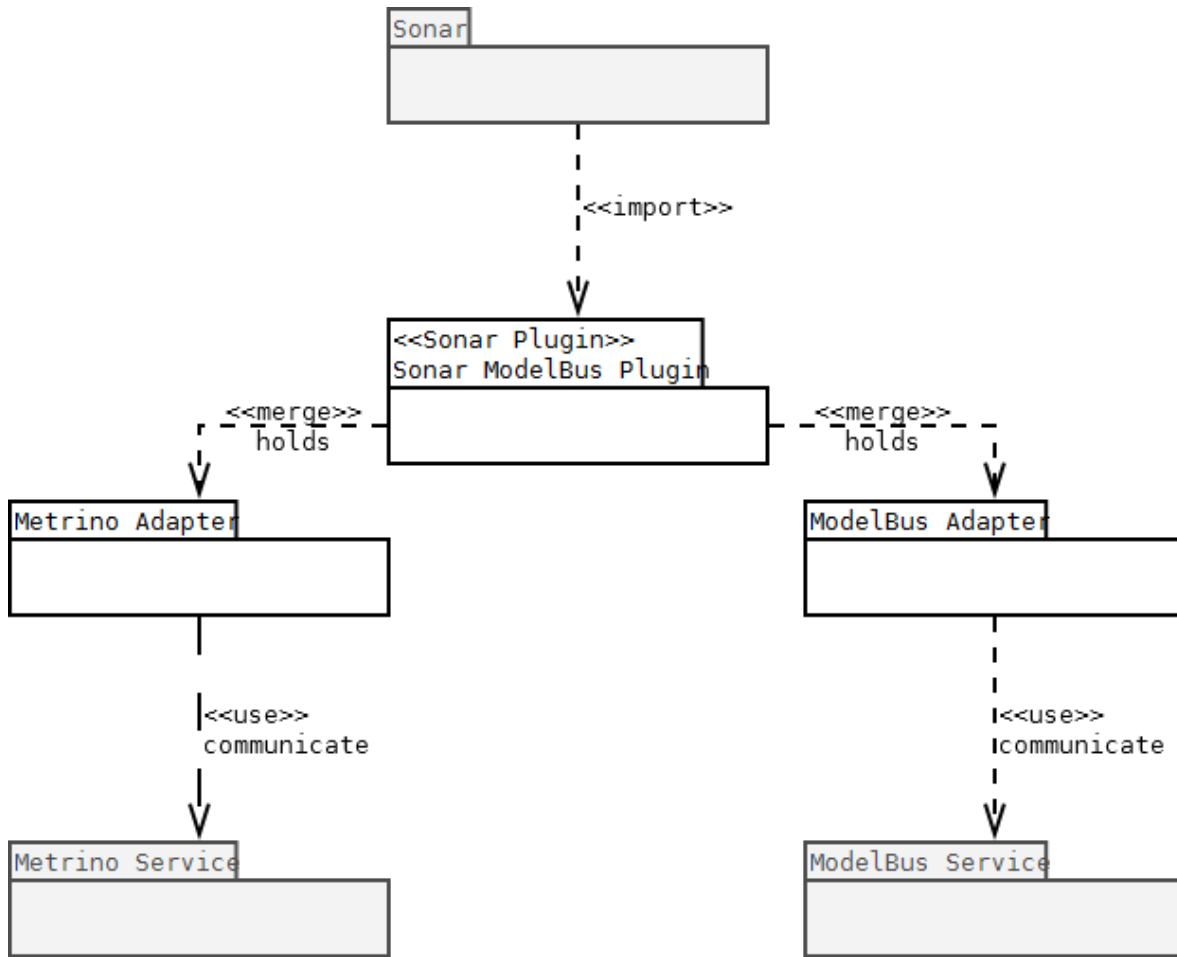 Sonar
<<import>>
<<Sonar Plugin>>
Sonar ModelBus Plugin
<<merge>>
holds
<<merge>>
holds
Metrino Adapter
ModelBus Adapter
<<use>>
communicate
<<use>>
communicate
Metrino Service
ModelBus Service